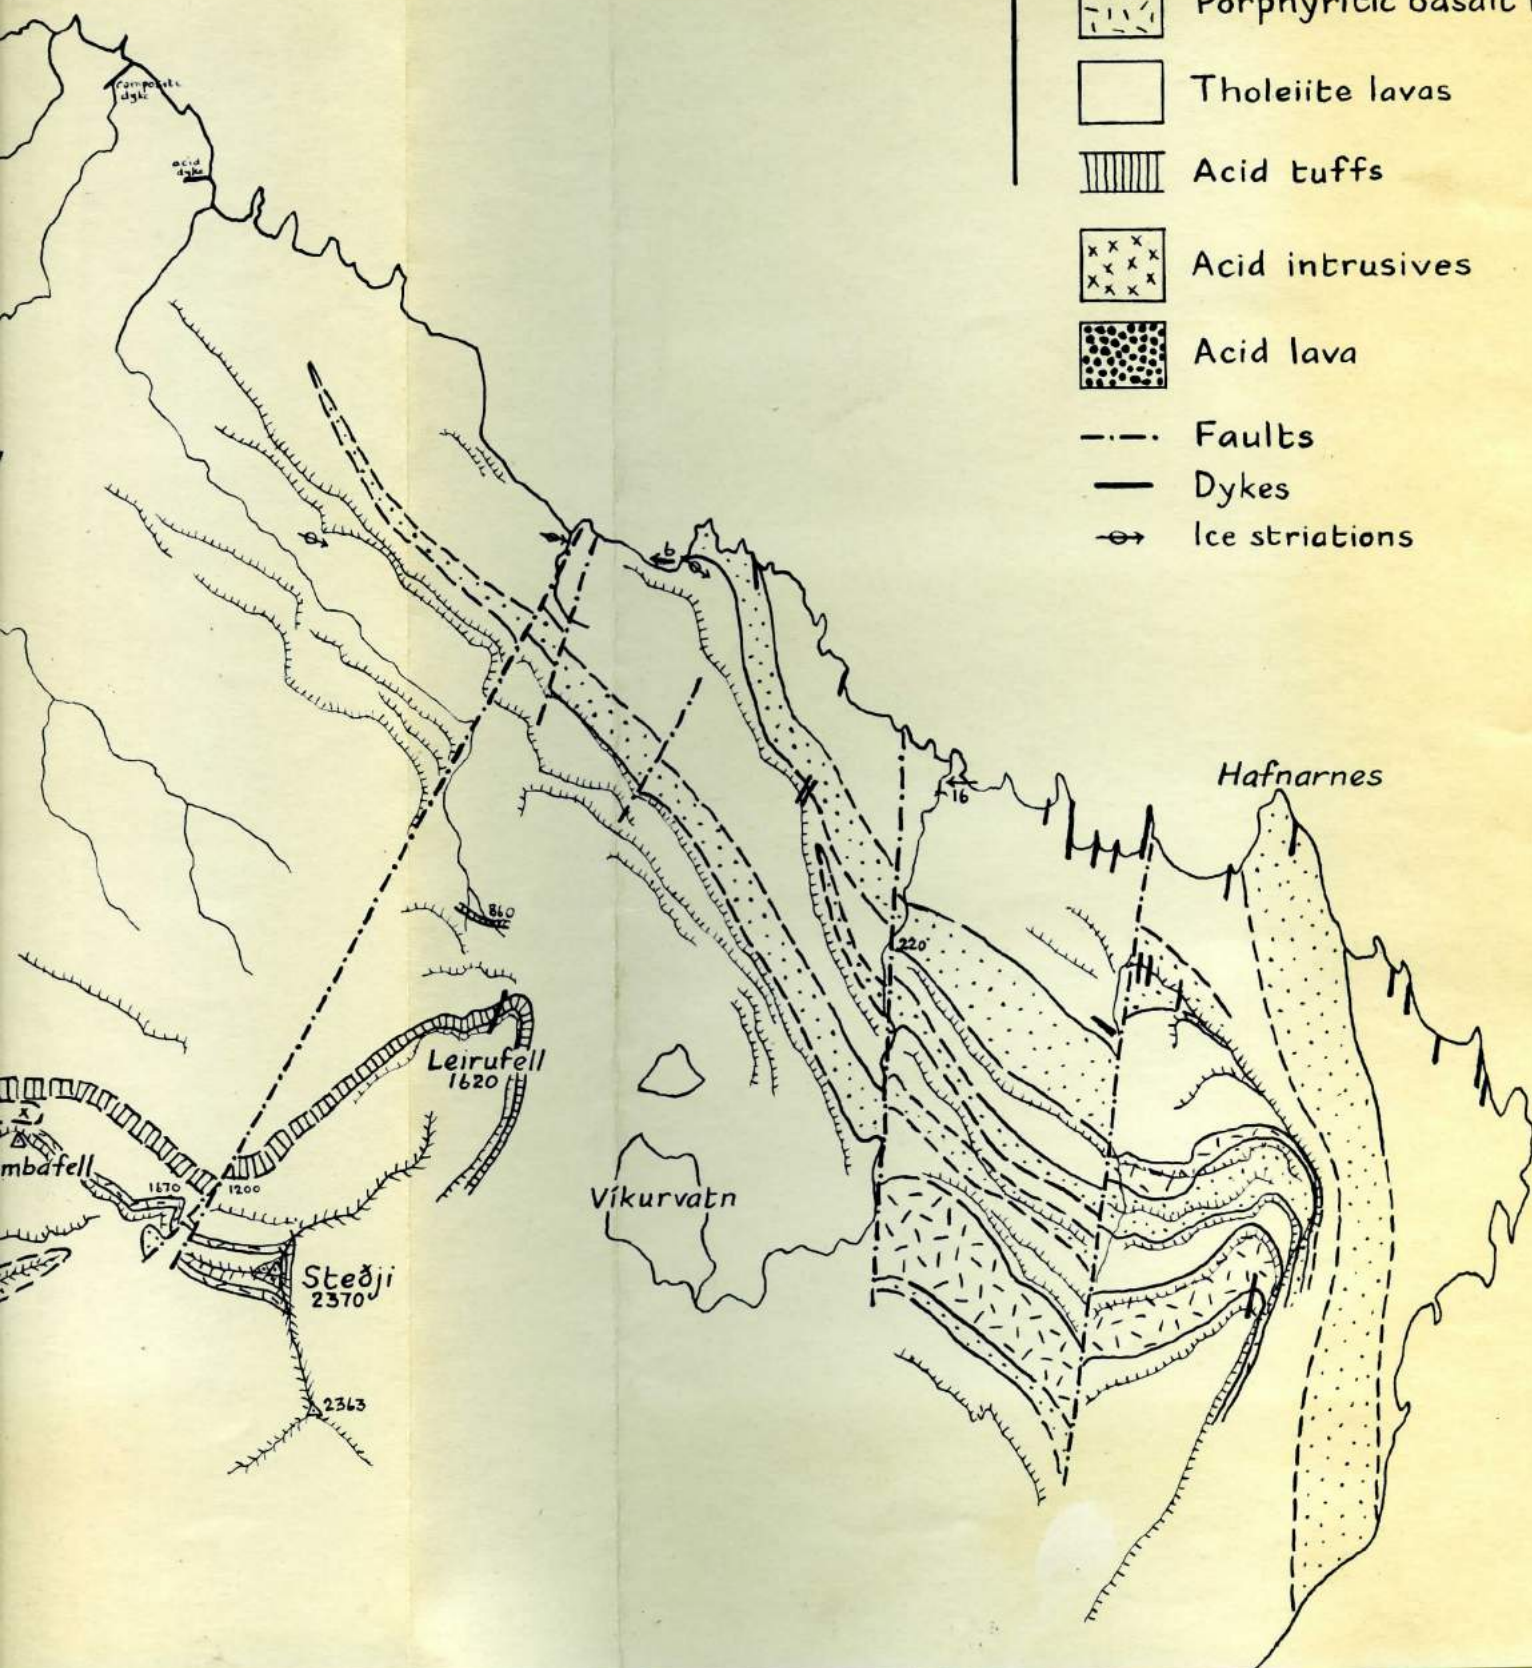 Porphyritic basalt
Tholeiite lavas
Acid tuffs
Acid intrusives
Acid lava
Faults
Dykes
Ice striations
composite
dyke
acid
dyke
6
Hafnarnes
16
860
220
Leirufell
1620
mbafell
1670
1200
Víkurvatn
Steðji
2370
2363